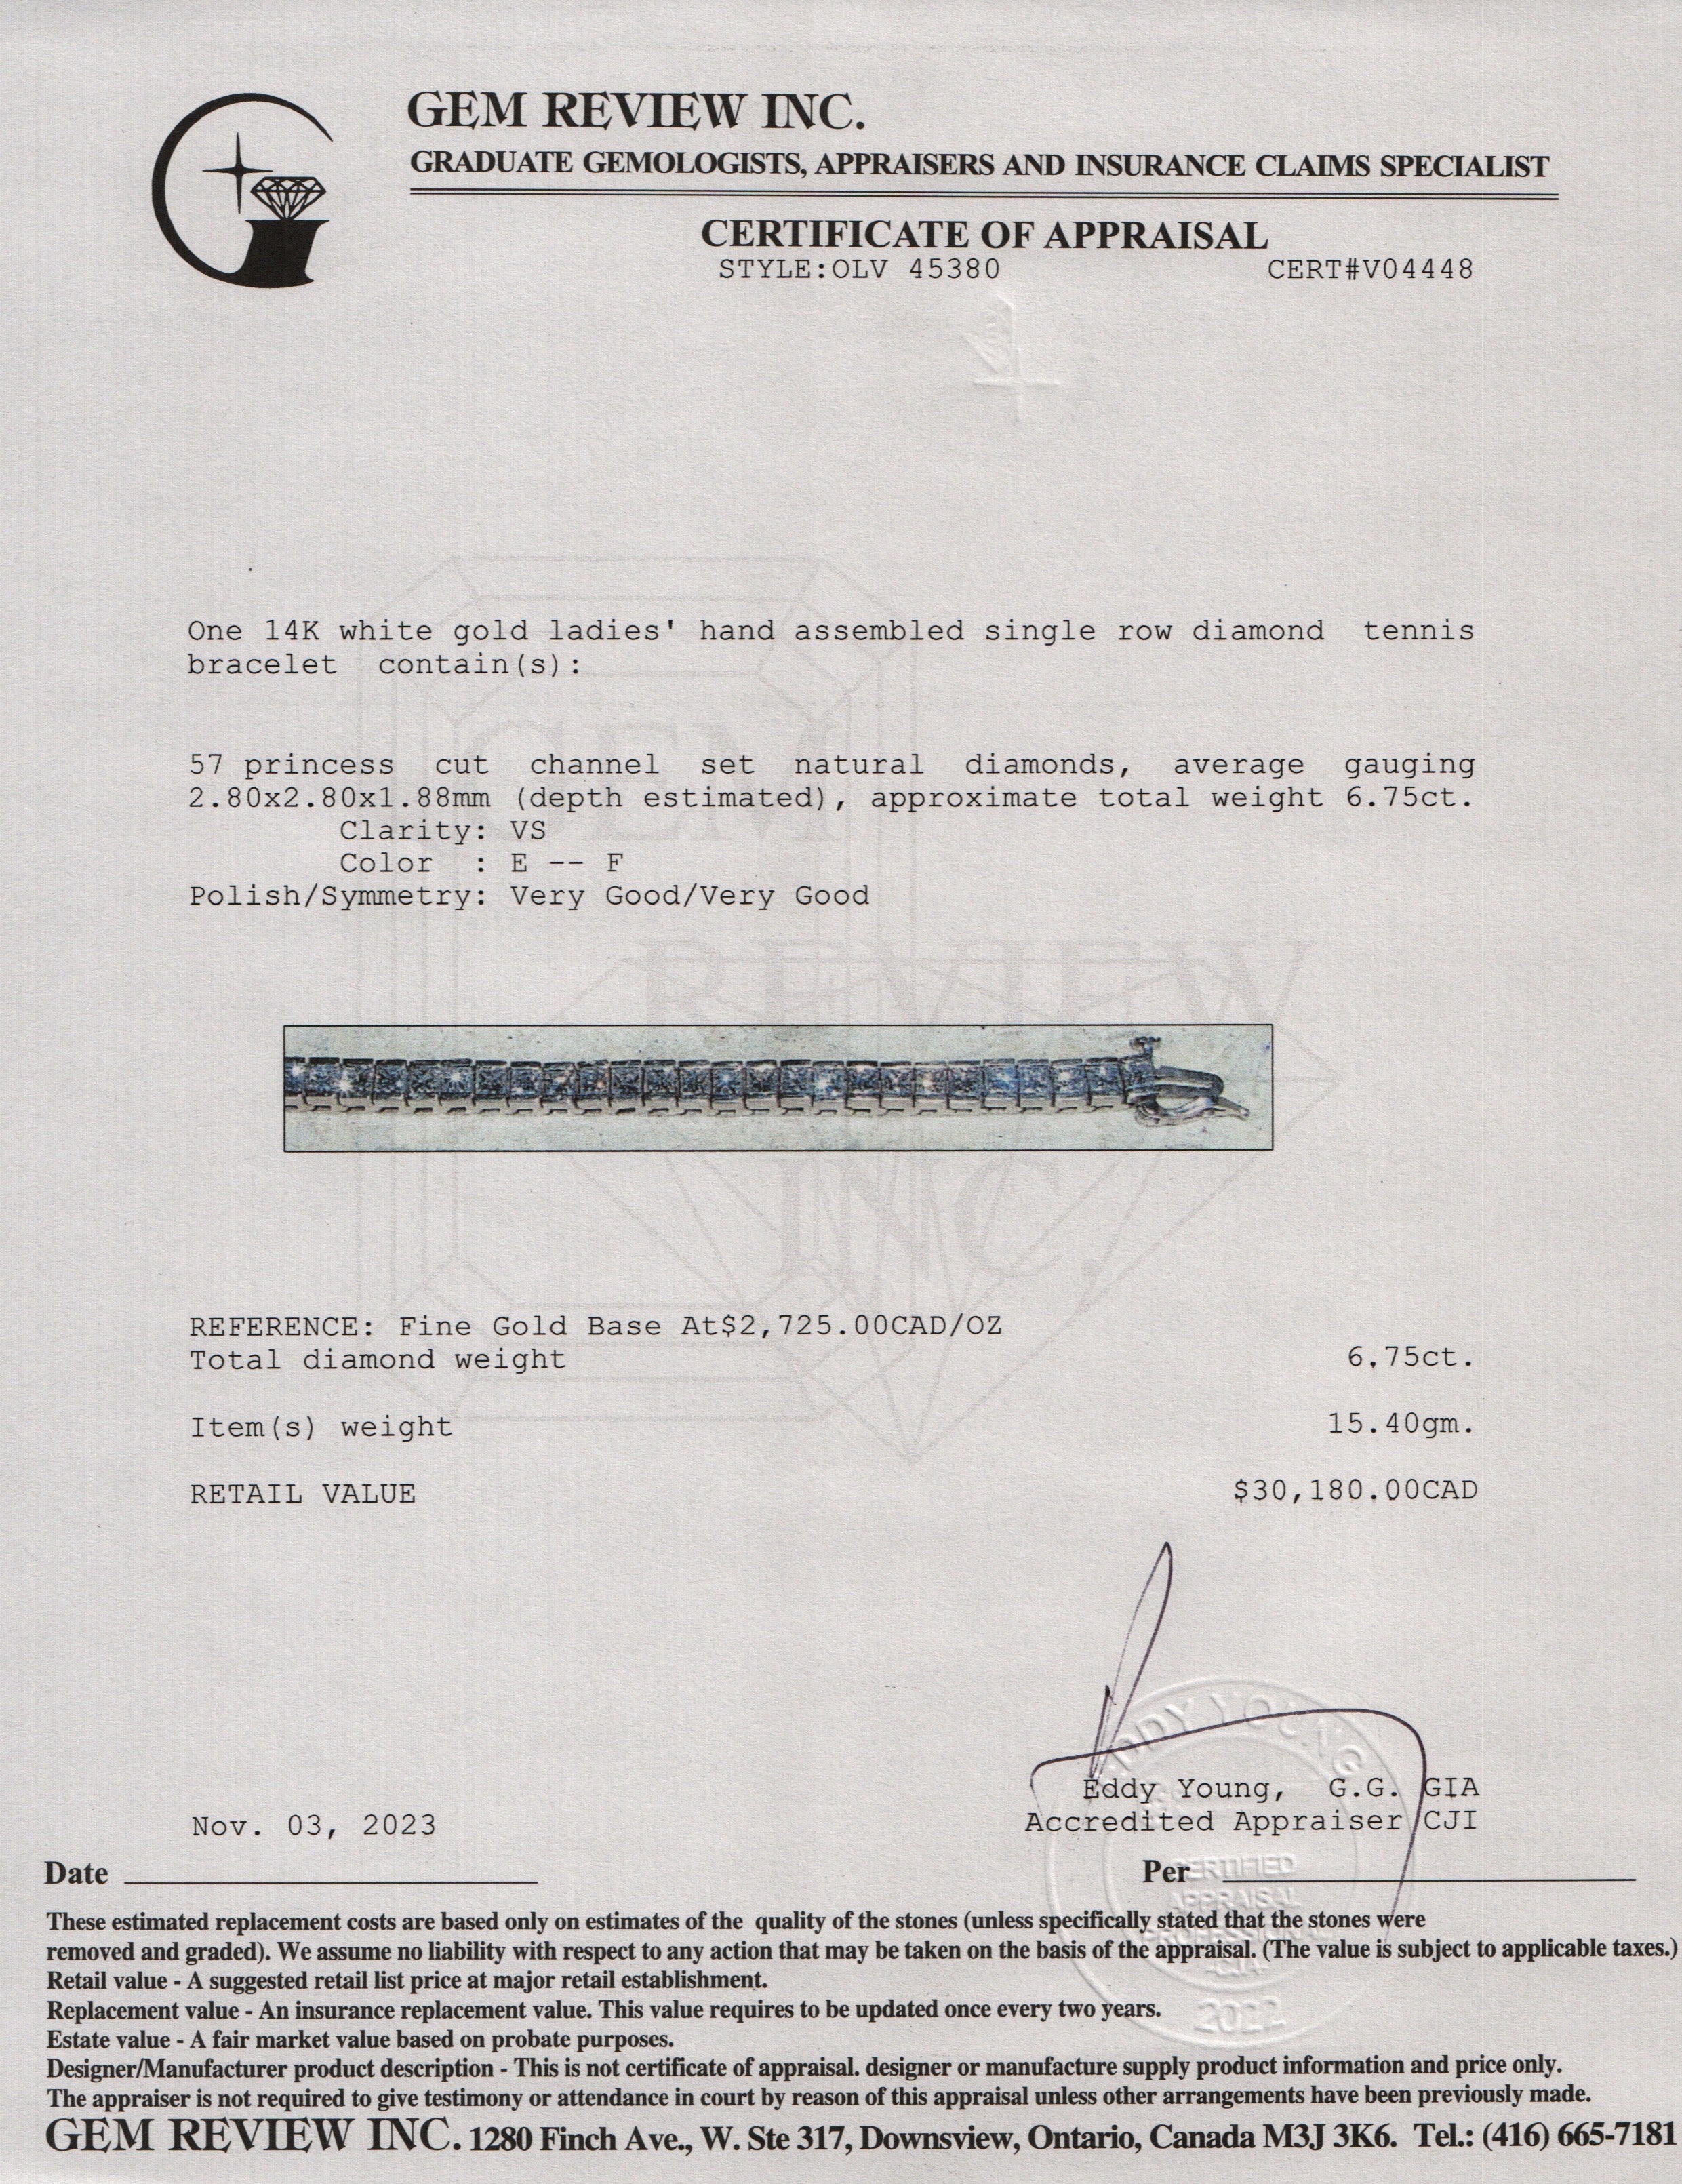 GEM REVIEW INC.
GRADUATE GEMOLOGISTS, APPRAISERS AND INSURANCE CLAIMS SPECIALIST
CERTIFICATE OF APPRAISAL
STYLE:OLV 45380 CERT#V04448
One 14K white gold ladies' hand assembled single row diamond tennis
bracelet contain(s):
57 princess cut channel set natural diamonds, average gauging
2.80x2.80x1.88mm (depth estimated), approximate total weight 6.75ct.
Clarity: VS
Color : E -- F
Polish/Symmetry: Very Good/Very Good
GEM
REVIEW
INC.
REFERENCE: Fine Gold Base At$2,725.00CAD/OZ
Total diamond weight 6.75ct.
Item(s) weight 15.40gm.
RETAIL VALUE $30,180.00CAD
EDDY YOUNG
Eddy Young, G.G. GIA
Accredited Appraiser CJI
Nov. 03, 2023
Date
Per
CERTIFIED
APPRAISAL
PROFESSIONAL
2022
These estimated replacement costs are based only on estimates of the quality of the stones (unless specifically stated that the stones were
removed and graded). We assume no liability with respect to any action that may be taken on the basis of the appraisal. (The value is subject to applicable taxes.)
Retail value - A suggested retail list price at major retail establishment.
Replacement value - An insurance replacement value. This value requires to be updated once every two years.
Estate value - A fair market value based on probate purposes.
Designer/Manufacturer product description - This is not certificate of appraisal. designer or manufacture supply product information and price only.
The appraiser is not required to give testimony or attendance in court by reason of this appraisal unless other arrangements have been previously made.
GEM REVIEW INC. 1280 Finch Ave., W. Ste 317, Downsview, Ontario, Canada M3J 3K6. Tel.: (416) 665-7181